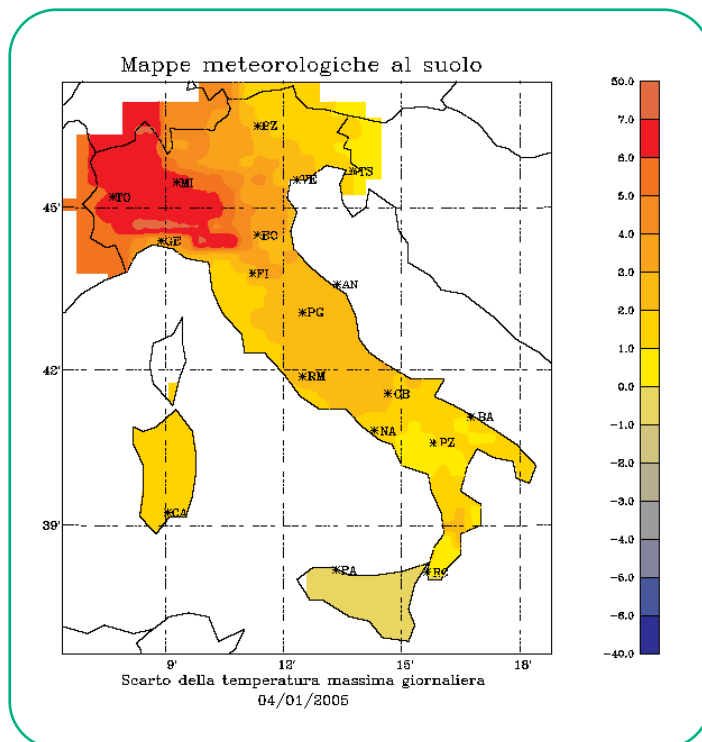 Mappe meteorologiche al suolo
50.0
7.0
BZ
6.0
TS
MI
VE
TO
5.0
45'
BO
GE
4.0
FI
AN
3.0
PG
2.0
42'
RM
1.0
CB
0.0
BA
NA
PZ
-1.0
-2.0
CA
-3.0
39'
-4.0
PA
RC
-5.0
-6.0
-40.0
9' 12' 15' 18'
Scarto della temperatura massima giornaliera
04/01/2005